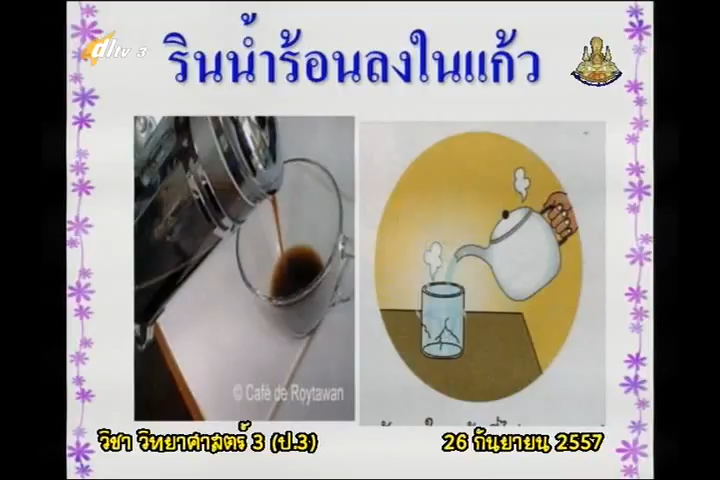 dltv 3
รินน้ำร้อนลงในแก้ว
© Café de Roytawan
วิชา วิทยาศาสตร์ 3 (ป.3)
26 กันยายน 2557